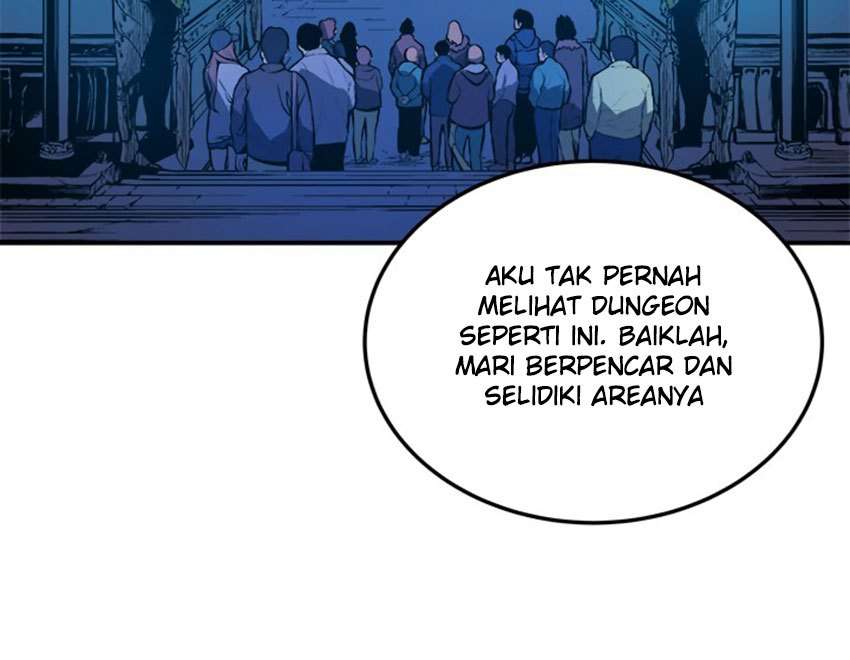 AKU TAK PERNAH
MELIHAT DUNGEON
SEPERTI INI. BAIKLAH,
MARI BERPENCAR DAN
SELIDIKI AREANYA